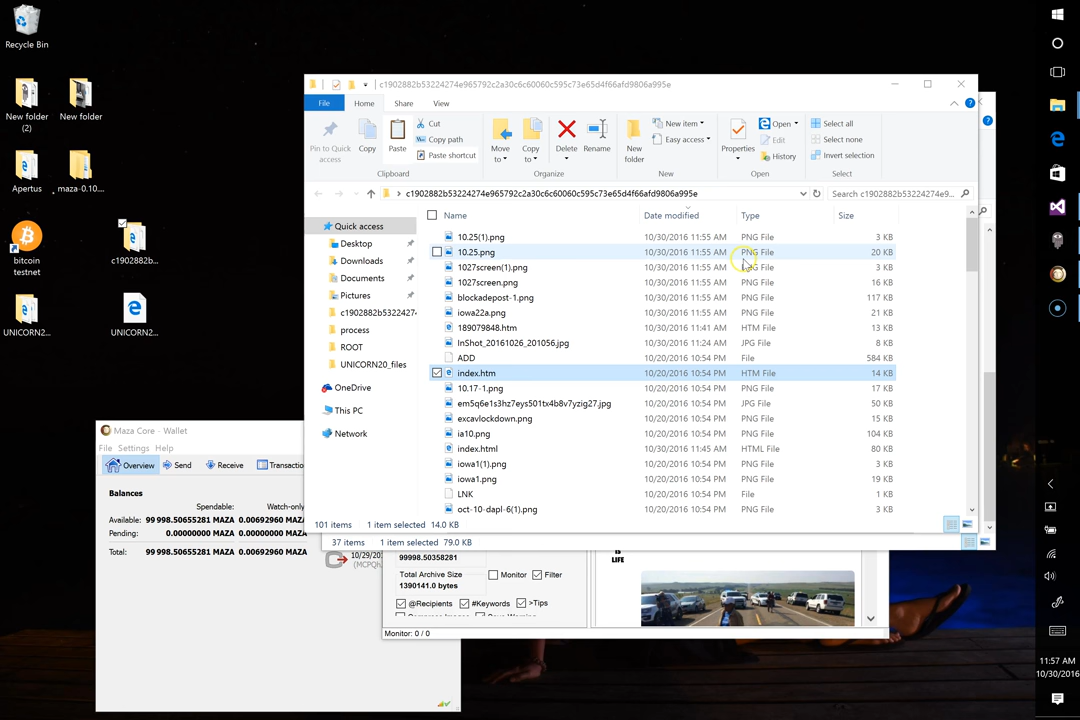 Recycle Bin
New folder (2)
New folder
Apertus
maza-0.10....
bitcoin testnet
c1902882b...
UNICORN2...
UNICORN2...
c1902882b53224274e965792c2a30c6c60060c595c73e65d4f66afd9806a995e
File
Home
Share
View
Pin to Quick access
Copy
Paste
Cut
Copy path
Paste shortcut
Clipboard
Move to
Copy to
Delete
Rename
Organize
New folder
New item
Easy access
New
Properties
Open
Edit
History
Open
Select all
Select none
Invert selection
Select
c1902882b53224274e965792c2a30c6c60060c595c73e65d4f66afd9806a995e
Search c1902882b53224274e9...
Quick access
Desktop
Downloads
Documents
Pictures
c1902882b5322427
process
ROOT
UNICORN20_files
OneDrive
This PC
Network
Name Date modified Type Size
10.25(1).png 10/30/2016 11:55 AM PNG File 3 KB
10.25.png 10/30/2016 11:55 AM PNG File 20 KB
1027screen(1).png 10/30/2016 11:55 AM PNG File 3 KB
1027screen.png 10/30/2016 11:55 AM PNG File 16 KB
blockadepost-1.png 10/30/2016 11:55 AM PNG File 117 KB
iowa22a.png 10/30/2016 11:55 AM PNG File 21 KB
189079848.htm 10/30/2016 11:41 AM HTM File 13 KB
InShot_20161026_201056.jpg 10/30/2016 11:24 AM JPG File 8 KB
ADD 10/20/2016 10:54 PM File 584 KB
index.htm 10/20/2016 10:54 PM HTM File 14 KB
10.17-1.png 10/20/2016 10:54 PM PNG File 17 KB
em5q6e1s3hz7eys501tx4b8v7yzig27.jpg 10/20/2016 10:54 PM JPG File 50 KB
excavlockdown.png 10/20/2016 10:54 PM PNG File 15 KB
ia10.png 10/20/2016 10:54 PM PNG File 104 KB
index.html 10/30/2016 11:45 AM HTML File 80 KB
iowa1(1).png 10/20/2016 10:54 PM PNG File 3 KB
iowa1.png 10/20/2016 10:54 PM PNG File 19 KB
LNK 10/20/2016 10:54 PM File 1 KB
oct-10-dapl-6(1).png 10/20/2016 10:54 PM PNG File 3 KB
101 items 1 item selected 14.0 KB
37 items 1 item selected 79.0 KB
Maza Core - Wallet
File Settings Help
Overview Send Receive Transactio
Balances
Spendable: Watch-only:
Available: 99 998.50655281 MAZA 0.00692960 MAZA
Pending: 0.00000000 MAZA 0.00000000 MAZA
Total: 99 998.50655281 MAZA 0.00692960 MAZA
10/29/20
(MCPQh
99998.50358281
Total Archive Size
1390141.0 bytes
Monitor Filter
@Recipients #Keywords >Tips
Monitor: 0 / 0
IS
LIFE
11:57 AM
10/30/2016